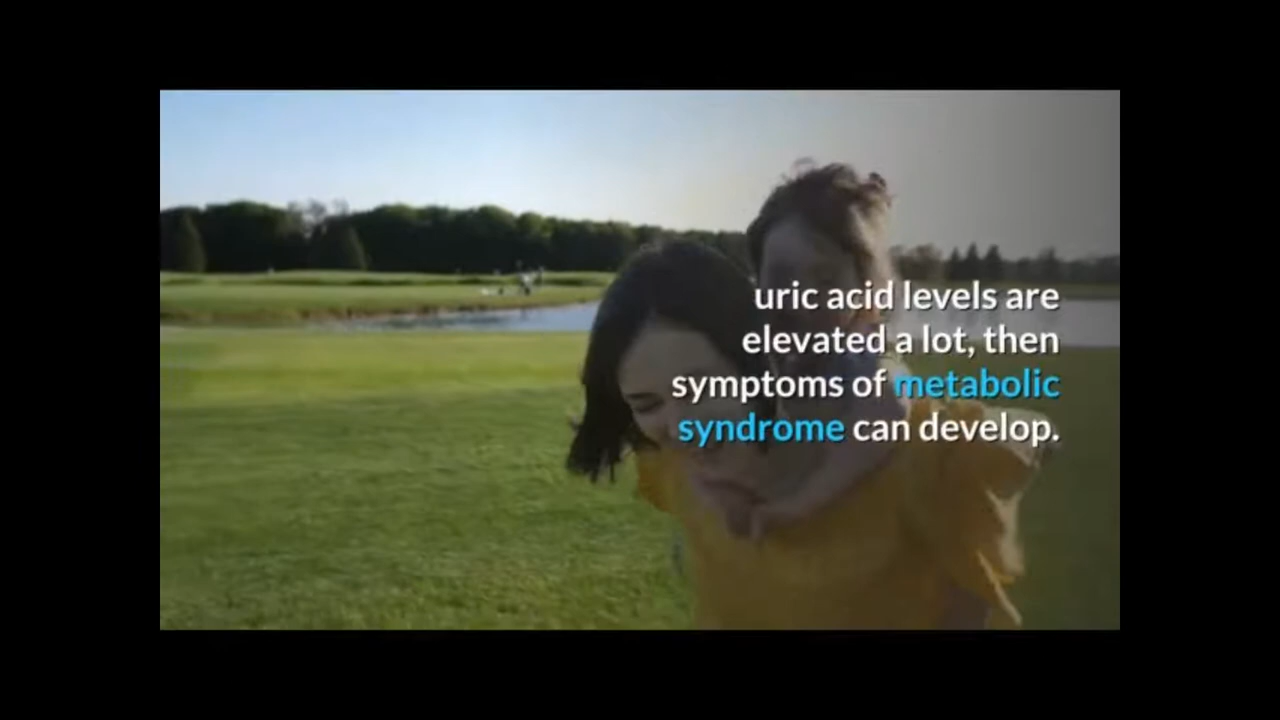 uric acid levels are
elevated a lot, then
symptoms of metabolic
syndrome can develop.